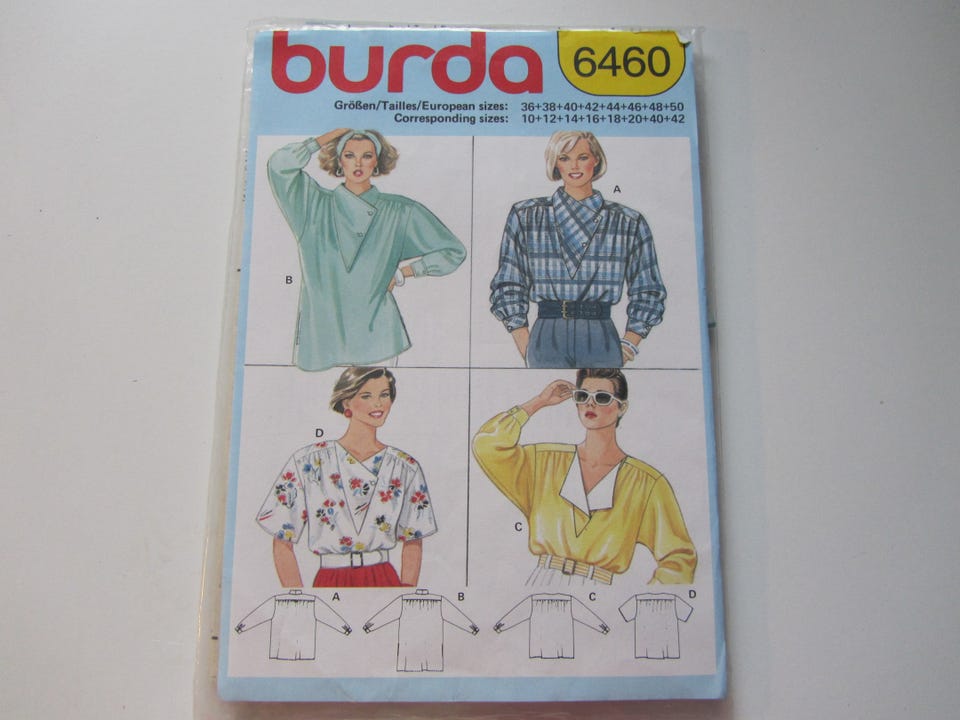 burda
6460
Größen/Tailles/European sizes: 36+38+40+42+44+46+48+50
Corresponding sizes: 10+12+14+16+18+20+40+42
B
A
D
C
A
B
C
D